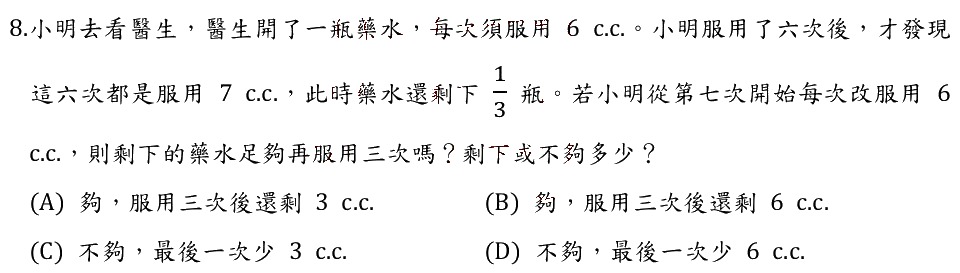 8.小明去看醫生，醫生開了一瓶藥水，每次須服用 6 c.c.。小明服用了六次後，才發現
這六次都是服用 7 c.c.，此時藥水還剩下 1/3 瓶。若小明從第七次開始每次改服用 6
c.c.，則剩下的藥水足夠再服用三次嗎？剩下或不夠多少？
(A) 夠，服用三次後還剩 3 c.c. (B) 夠，服用三次後還剩 6 c.c.
(C) 不夠，最後一次少 3 c.c. (D) 不夠，最後一次少 6 c.c.